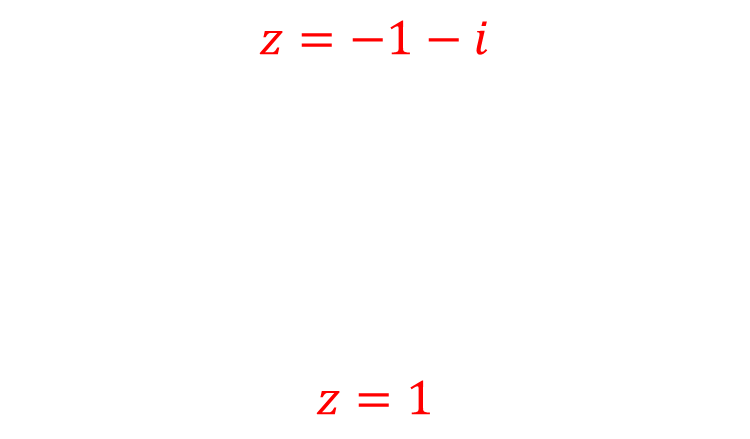 z = −1 − i
z = 1